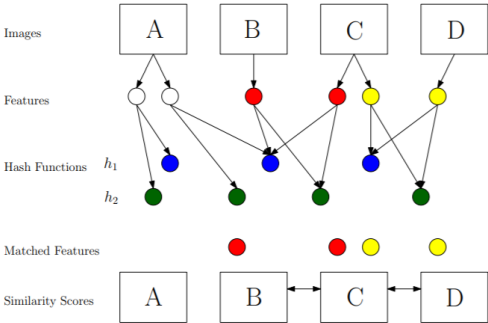 Images A B C D
Features
Hash Functions h₁
h₂
Matched Features
Similarity Scores A B C D